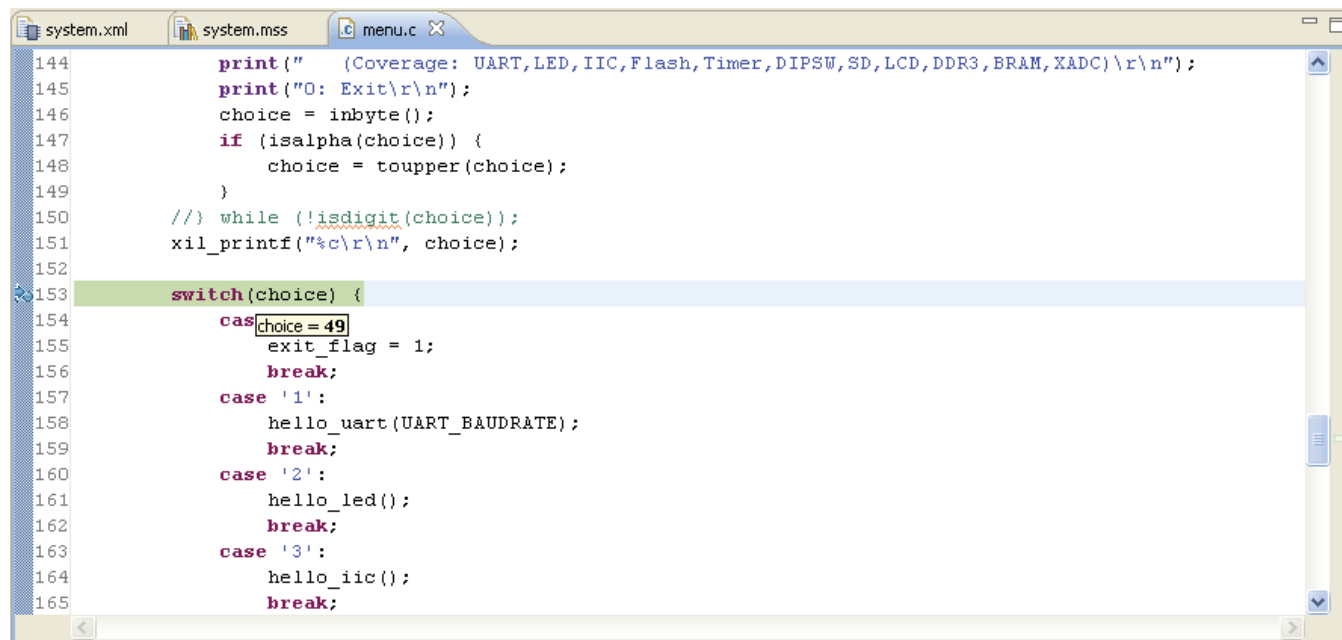 system.xml system.mss menu.c
144 print("   (Coverage: UART,LED,IIC,Flash,Timer,DIPSW,SD,LCD,DDR3,BRAM,XADC)\r\n");
145 print("0: Exit\r\n");
146 choice = inbyte();
147 if (isalpha(choice)) {
148 choice = toupper(choice);
149 }
150 //} while (!isdigit(choice));
151 xil_printf("%c\r\n", choice);
152
153 switch(choice) {
154 cas choice = 49
155 exit_flag = 1;
156 break;
157 case '1':
158 hello_uart(UART_BAUDRATE);
159 break;
160 case '2':
161 hello_led();
162 break;
163 case '3':
164 hello_iic();
165 break;